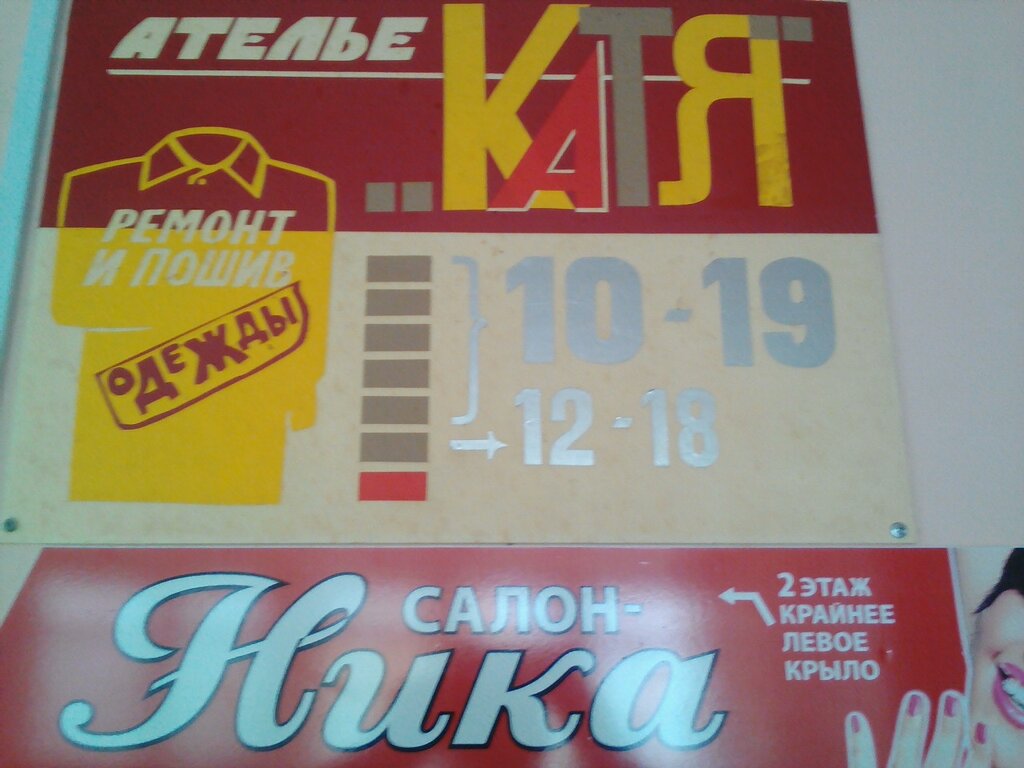 АТЕЛЬЕ „КАТЯ"
РЕМОНТ
И ПОШИВ
ОДЕЖДЫ
10-19
12-18
САЛОН-
Ника
2 ЭТАЖ
КРАЙНЕЕ
ЛЕВОЕ
КРЫЛО